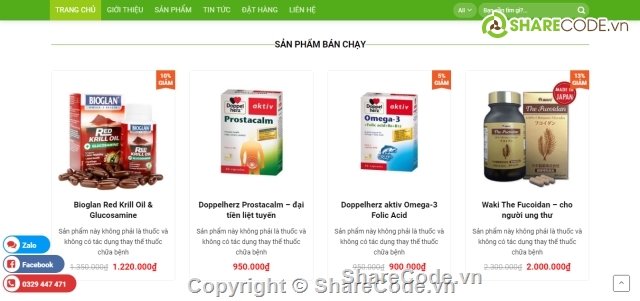 TRANG CHỦ GIỚI THIỆU SẢN PHẨM TIN TỨC ĐẶT HÀNG LIÊN HỆ All Bạn cần tìm gì?...
SHARECODE.vn
SẢN PHẨM BÁN CHẠY
10% GIẢM
5% GIẢM
13% GIẢM
BIOGLAN
RED KRILL OIL
Doppel herz aktiv
Prostacalm
Doppel herz aktiv
Omega-3
MADE IN JAPAN
The Fucoidan
フコイダン
Bioglan Red Krill Oil &
Glucosamine
Sản phẩm này không phải là thuốc và
không có tác dụng thay thế thuốc
chữa bệnh
1.350.000₫ 1.220.000₫
Doppelherz Prostacalm – đại
tiền liệt tuyến
Sản phẩm này không phải là thuốc và
không có tác dụng thay thế thuốc
chữa bệnh
950.000₫
Doppelherz aktiv Omega-3
Folic Acid
Sản phẩm này không phải là thuốc và
không có tác dụng thay thế thuốc
chữa bệnh
950.000₫ 900.000₫
Waki The Fucoidan – cho
người ung thư
Sản phẩm này không phải là thuốc và
không có tác dụng thay thế thuốc
chữa bệnh
2.300.000₫ 2.000.000₫
Zalo
Facebook
0329 447 471
ShareCode.vn
Copyright © ShareCode.vn